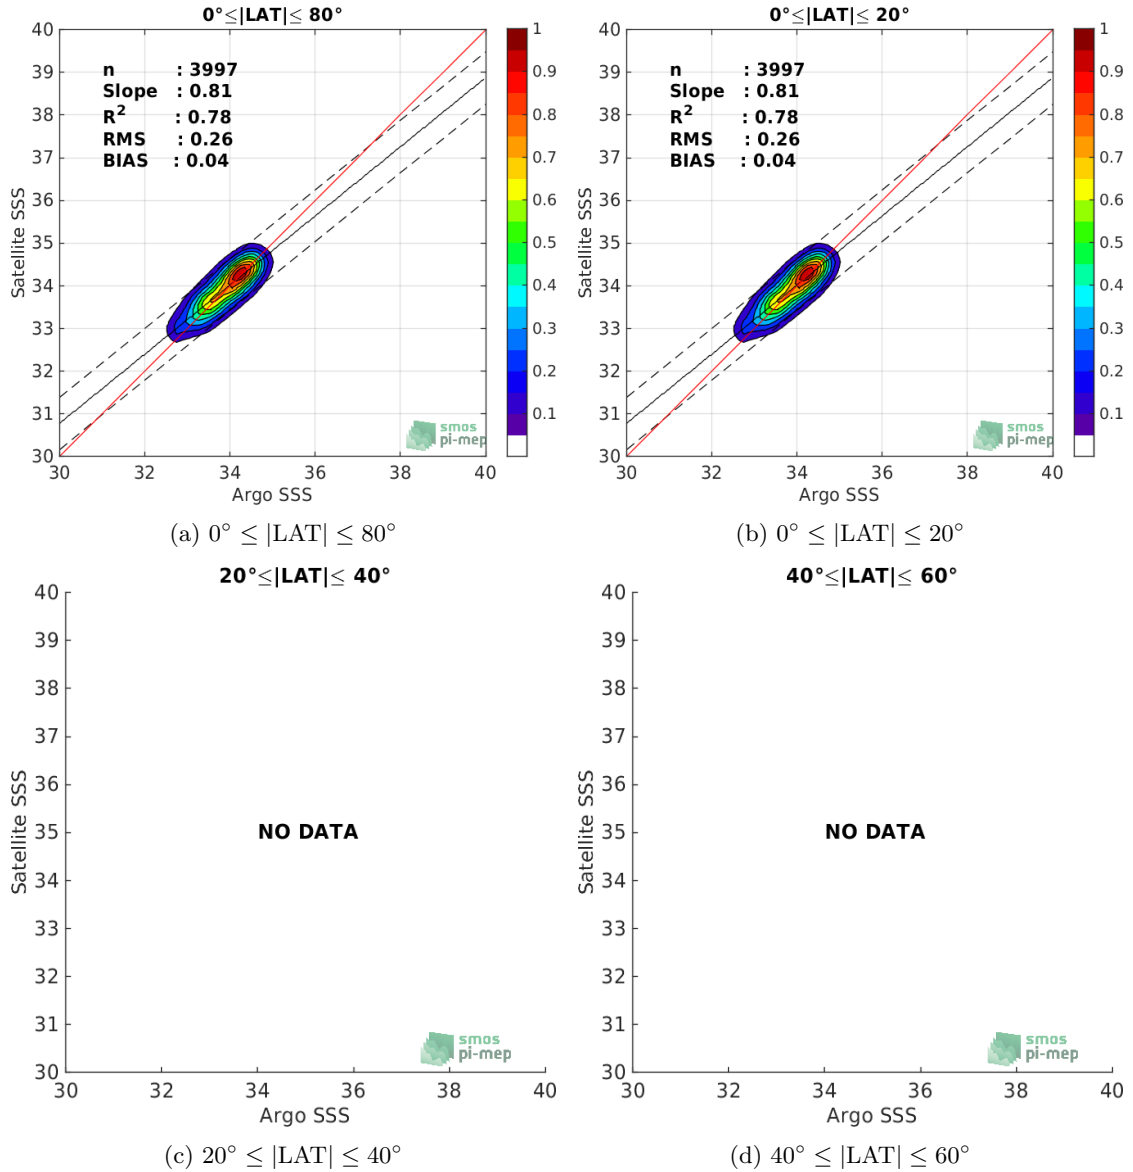 0°≤|LAT|≤ 80°
40
39
38
37
36
35
34
33
32
31
30
Satellite SSS
n : 3997
Slope : 0.81
R² : 0.78
RMS : 0.26
BIAS : 0.04
smos
pi-mep
30 32 34 36 38 40
Argo SSS
1
0.9
0.8
0.7
0.6
0.5
0.4
0.3
0.2
0.1
(a) 0° ≤ |LAT| ≤ 80°
0°≤|LAT|≤ 20°
40
39
38
37
36
35
34
33
32
31
30
Satellite SSS
n : 3997
Slope : 0.81
R² : 0.78
RMS : 0.26
BIAS : 0.04
smos
pi-mep
30 32 34 36 38 40
Argo SSS
1
0.9
0.8
0.7
0.6
0.5
0.4
0.3
0.2
0.1
(b) 0° ≤ |LAT| ≤ 20°
20°≤|LAT|≤ 40°
40
39
38
37
36
35
34
33
32
31
30
Satellite SSS
NO DATA
smos
pi-mep
30 32 34 36 38 40
Argo SSS
(c) 20° ≤ |LAT| ≤ 40°
40°≤|LAT|≤ 60°
40
39
38
37
36
35
34
33
32
31
30
Satellite SSS
NO DATA
smos
pi-mep
30 32 34 36 38 40
Argo SSS
(d) 40° ≤ |LAT| ≤ 60°